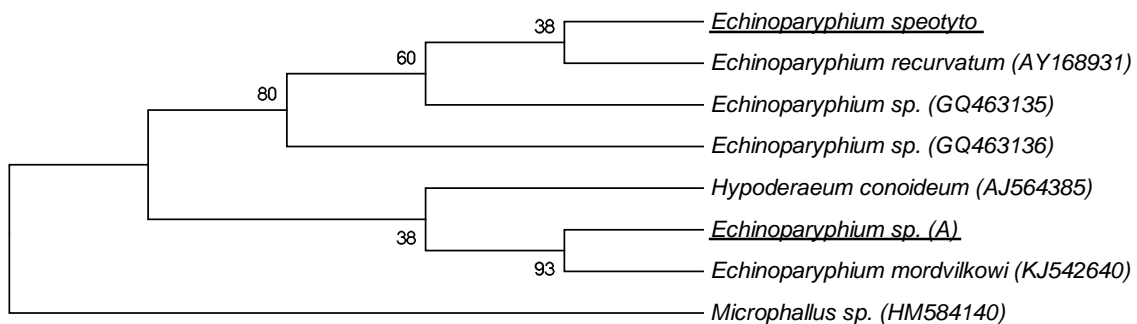 Echinoparyphium speotyto
38
Echinoparyphium recurvatum (AY168931)
60
Echinoparyphium sp. (GQ463135)
80
Echinoparyphium sp. (GQ463136)
Hypoderaeum conoideum (AJ564385)
Echinoparyphium sp. (A)
38
93
Echinoparyphium mordvilkowi (KJ542640)
Microphallus sp. (HM584140)